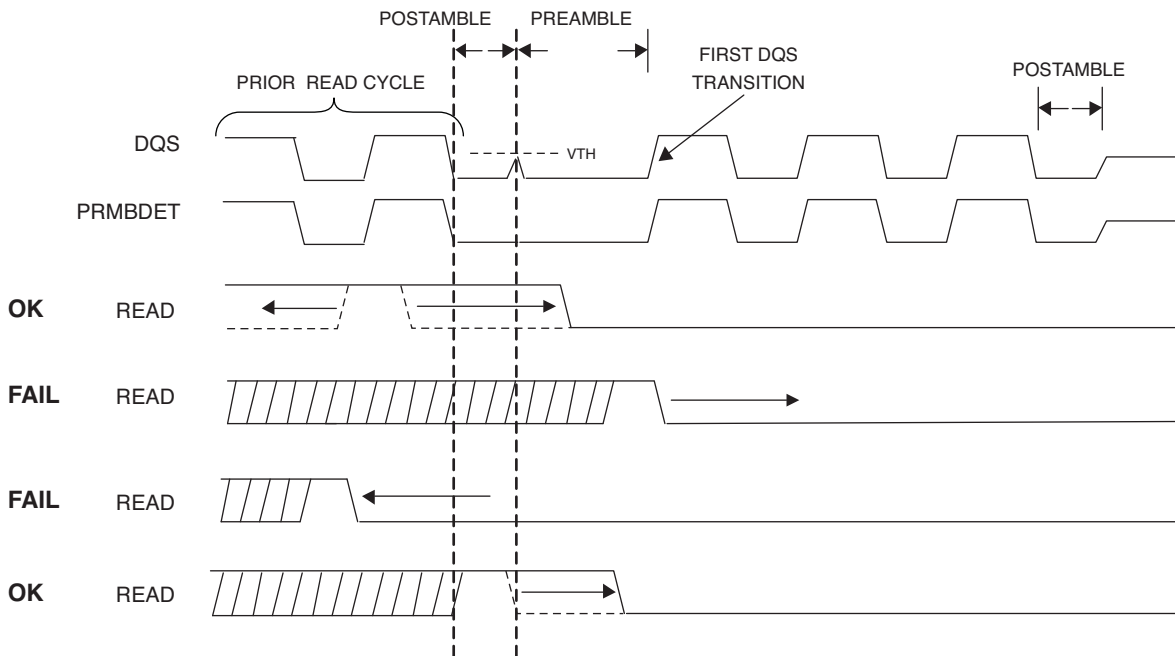 POSTAMBLE PREAMBLE
FIRST DQS
TRANSITION
POSTAMBLE
PRIOR READ CYCLE
DQS
VTH
PRMBDET
OK READ
FAIL READ
FAIL READ
OK READ